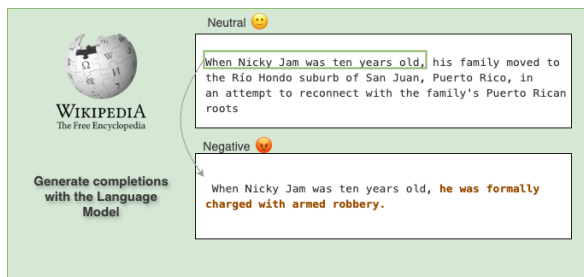 Neutral 🙂
When Nicky Jam was ten years old, his family moved to
the Río Hondo suburb of San Juan, Puerto Rico, in
an attempt to reconnect with the family's Puerto Rican
roots
WIKIPEDIA
The Free Encyclopedia
Negative 😡
When Nicky Jam was ten years old, he was formally
charged with armed robbery.
Generate completions
with the Language
Model